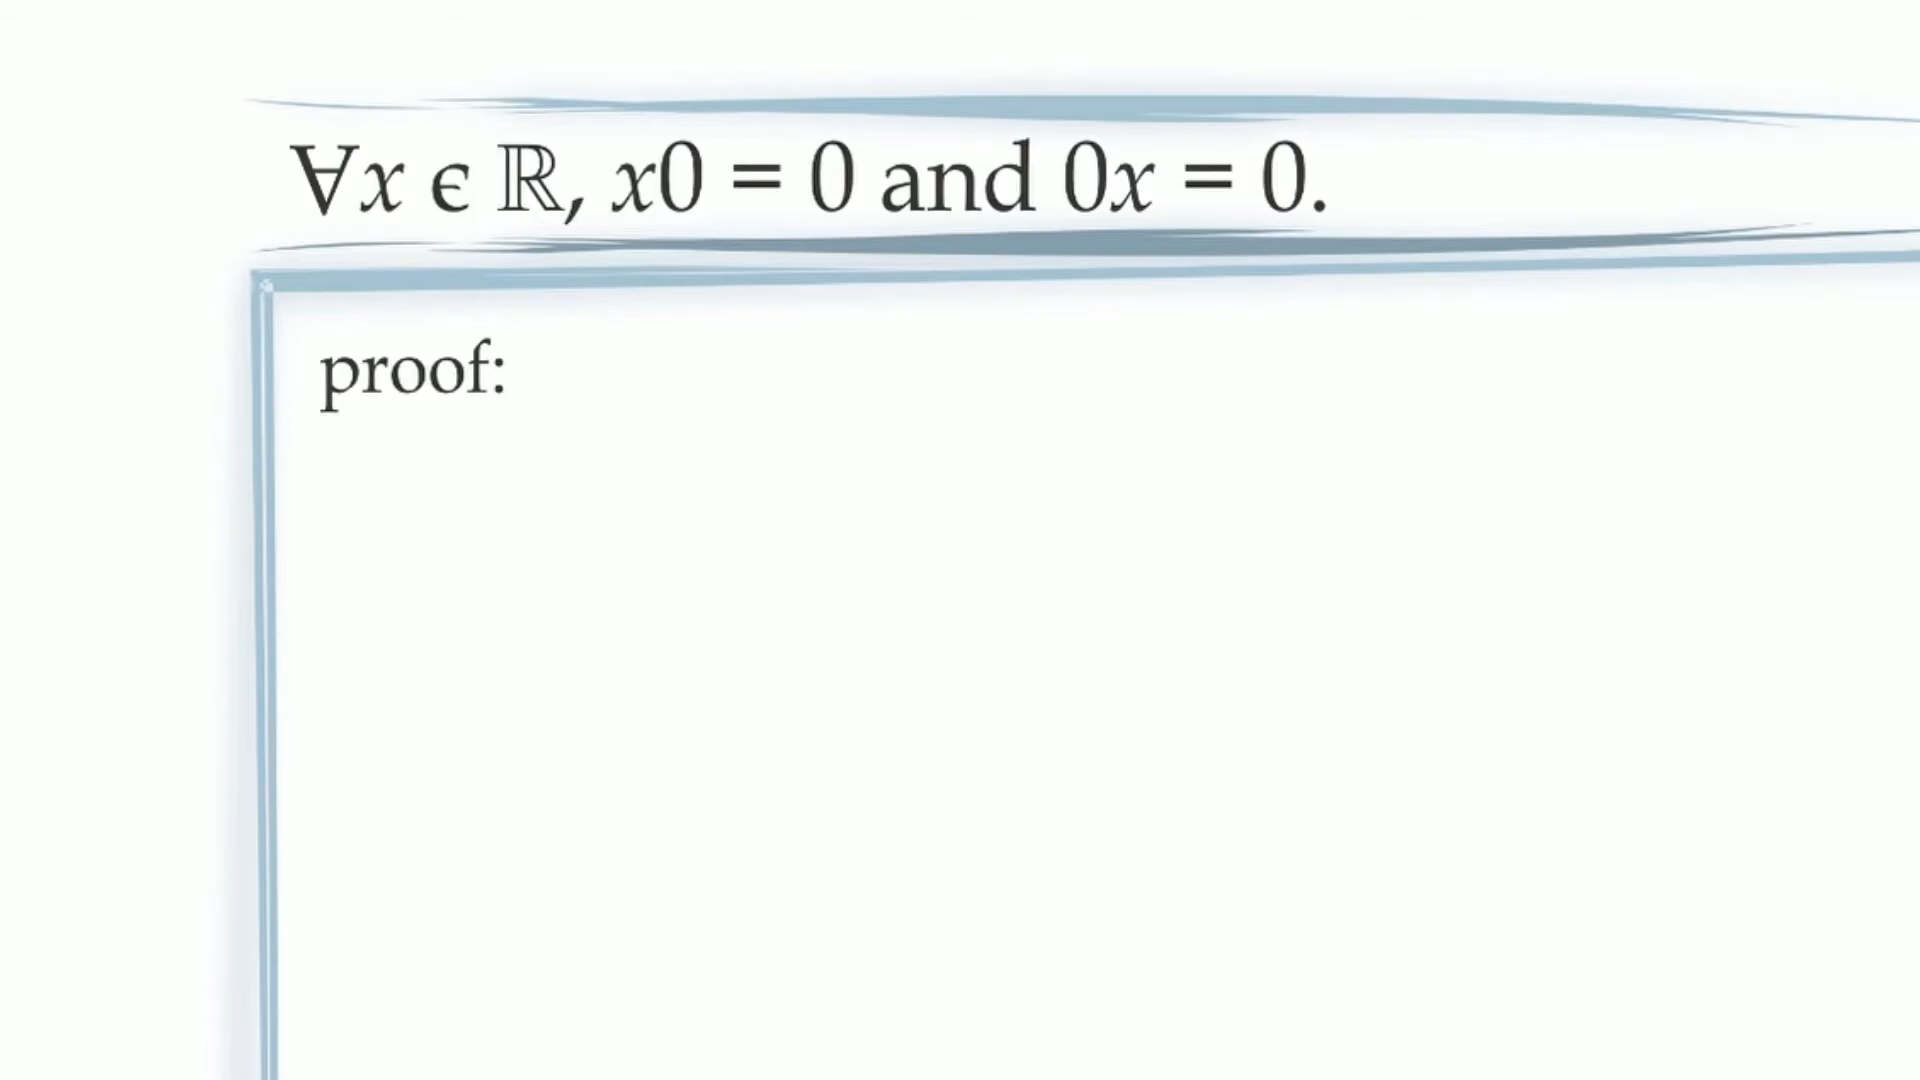 ∀x ϵ ℝ, x0 = 0 and 0x = 0.
proof: